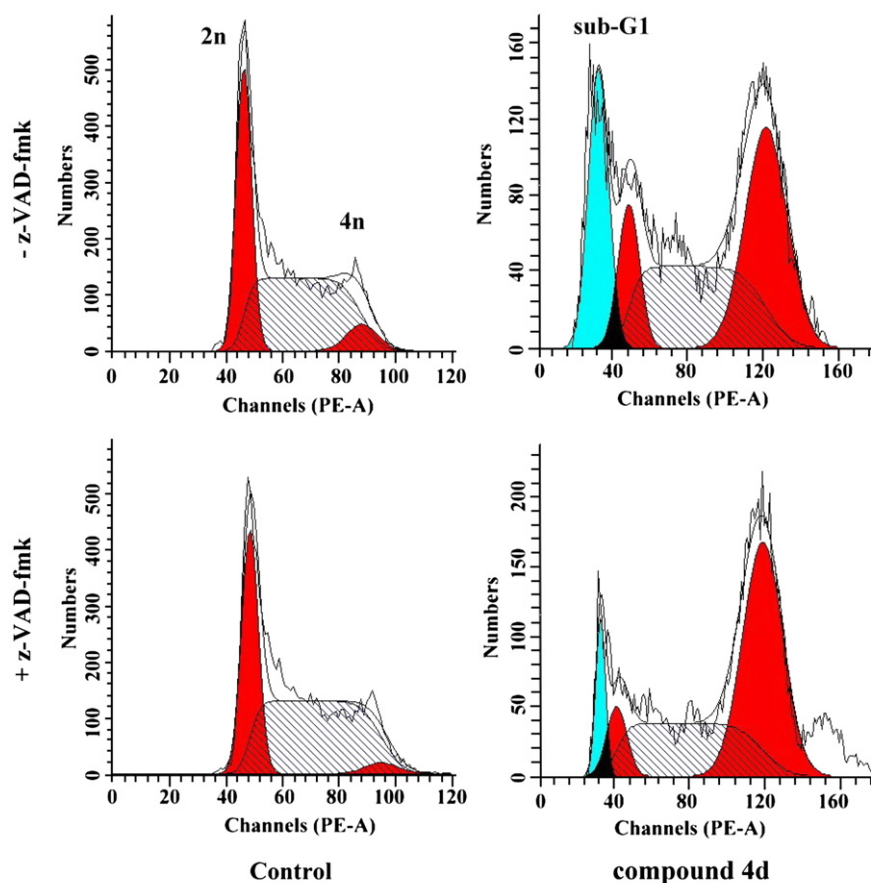 2n
4n
- z-VAD-fmk
Numbers
500
400
300
200
100
0
0 20 40 60 80 100 120
Channels (PE-A)
sub-G1
Numbers
160
120
80
40
0
0 40 80 120 160
Channels (PE-A)
+ z-VAD-fmk
Numbers
500
400
300
200
100
0
0 20 40 60 80 100 120
Channels (PE-A)
Control
Numbers
200
150
100
50
0
0 40 80 120 160
Channels (PE-A)
compound 4d